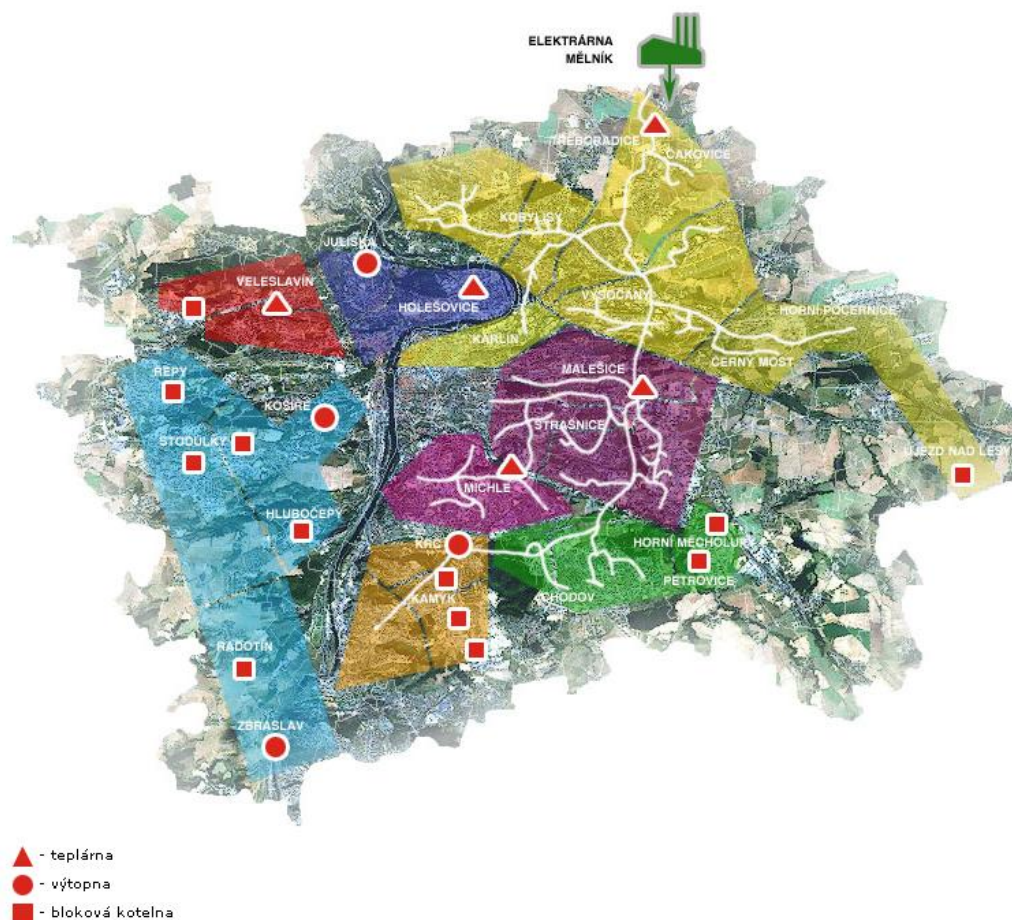 ELEKTRÁRNA
MĚLNÍK
TŘEBORADICE
ČAKOVICE
KOBYLISY
JULISKA
VELESLAVÍN
HOLEŠOVICE
VYSOČANY
HORNÍ POČERNICE
KARLÍN
ČERNÝ MOST
MALEŠICE
ŘEPY
KOŠÍŘE
STRAŠNICE
STODŮLKY
ÚJEZD NAD LESY
MICHLE
HLUBOČEPY
KRČ
HORNÍ MĚCHOLUPY
PETROVICE
KAMÝK
CHODOV
RADOTÍN
ZBRASLAV
- teplárna
- výtopna
- bloková kotelna